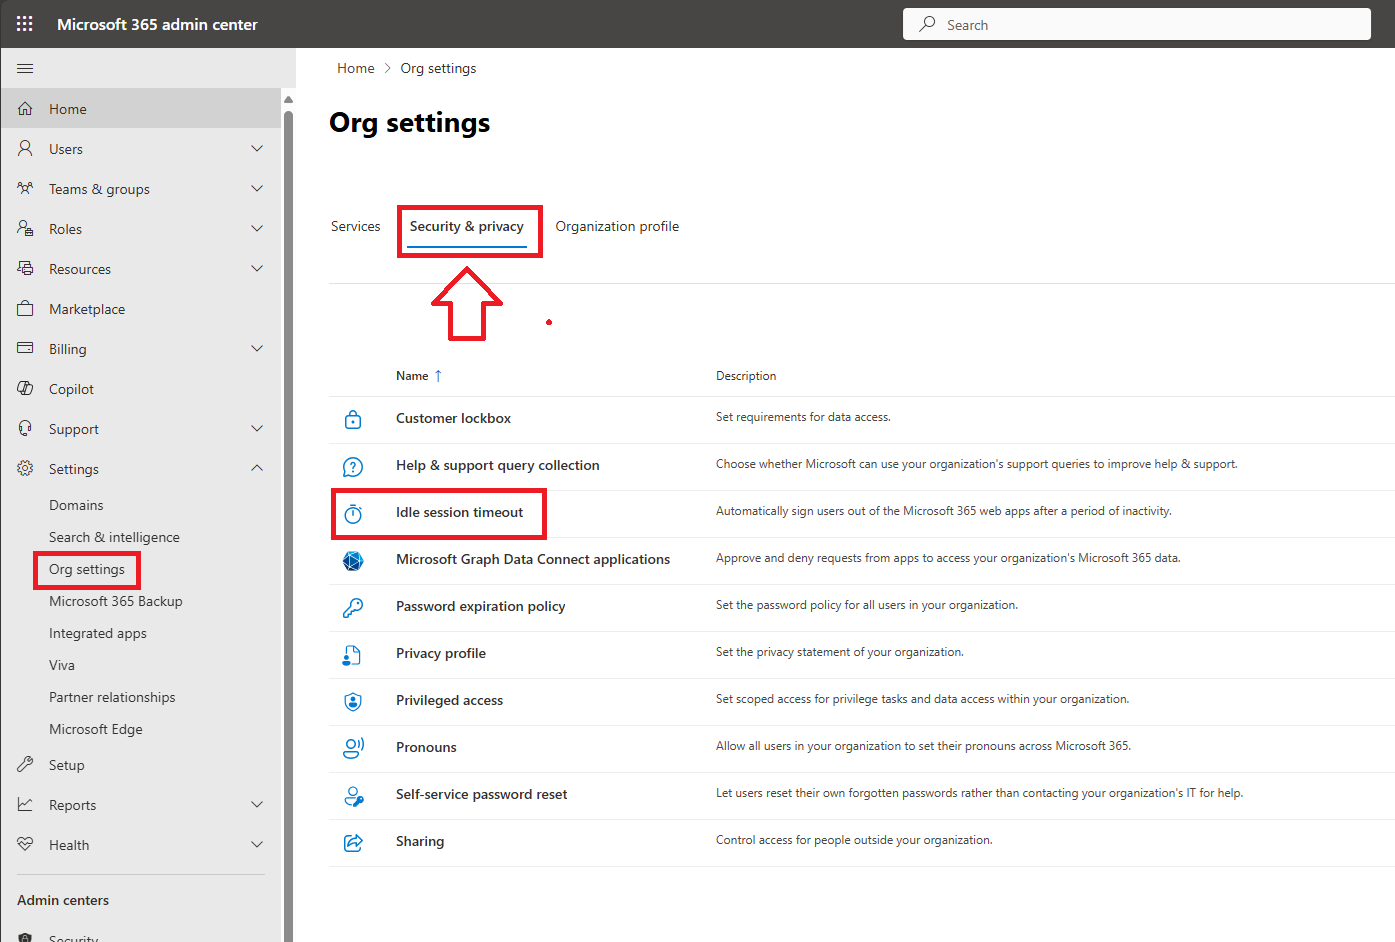 Microsoft 365 admin center
Search
Home
Users
Teams & groups
Roles
Resources
Marketplace
Billing
Copilot
Support
Settings
Domains
Search & intelligence
Org settings
Microsoft 365 Backup
Integrated apps
Viva
Partner relationships
Microsoft Edge
Setup
Reports
Health
Admin centers
Security
Home > Org settings
Org settings
Services Security & privacy Organization profile
Name ↑ Description
Customer lockbox Set requirements for data access.
Help & support query collection Choose whether Microsoft can use your organization's support queries to improve help & support.
Idle session timeout Automatically sign users out of the Microsoft 365 web apps after a period of inactivity.
Microsoft Graph Data Connect applications Approve and deny requests from apps to access your organization's Microsoft 365 data.
Password expiration policy Set the password policy for all users in your organization.
Privacy profile Set the privacy statement of your organization.
Privileged access Set scoped access for privilege tasks and data access within your organization.
Pronouns Allow all users in your organization to set their pronouns across Microsoft 365.
Self-service password reset Let users reset their own forgotten passwords rather than contacting your organization's IT for help.
Sharing Control access for people outside your organization.